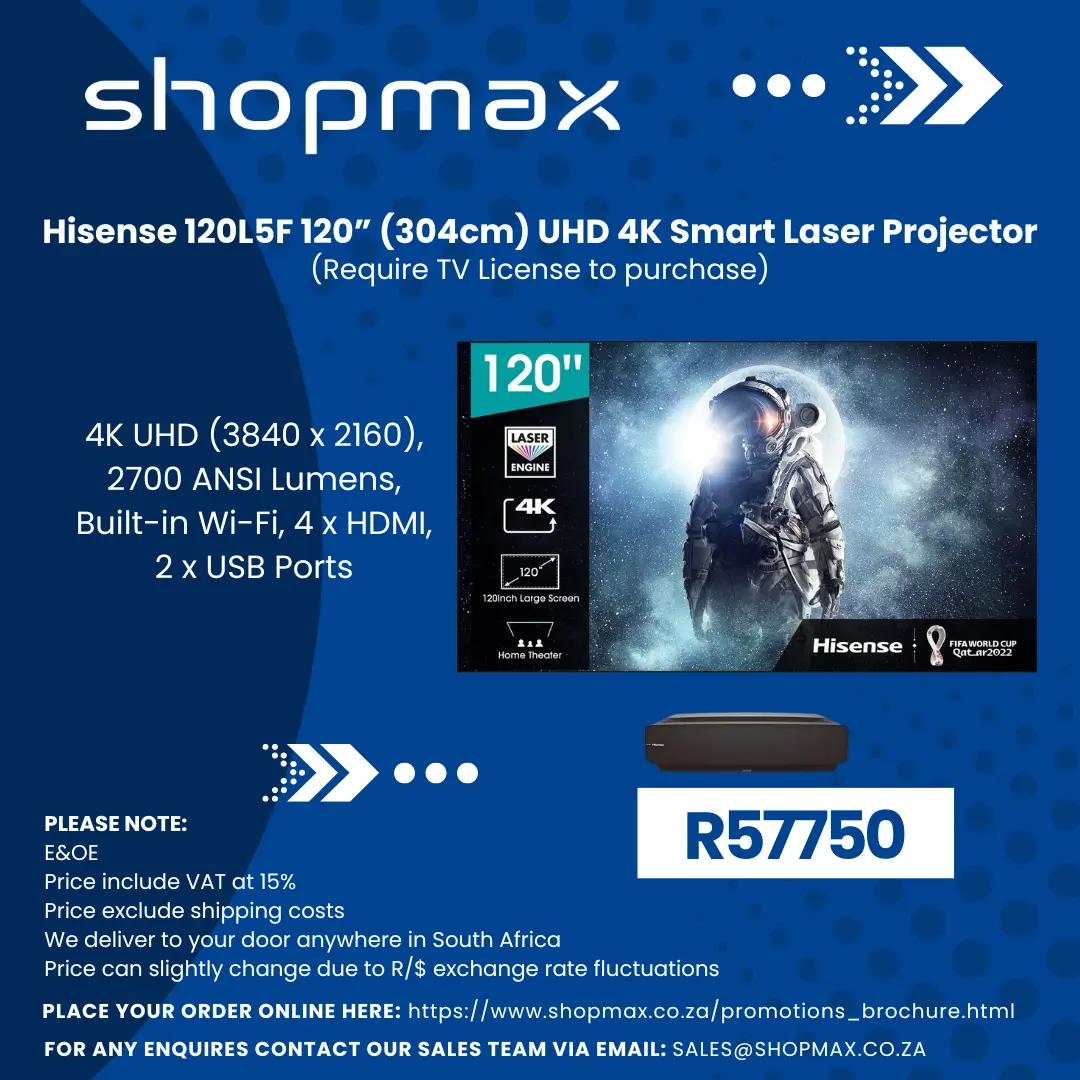 shopmax
Hisense 120L5F 120” (304cm) UHD 4K Smart Laser Projector
(Require TV License to purchase)
4K UHD (3840 x 2160),
2700 ANSI Lumens,
Built-in Wi-Fi, 4 x HDMI,
2 x USB Ports
120"
LASER
ENGINE
4K
120"
120inch Large Screen
Home Theater
Hisense
FIFA WORLD CUP
Qatar2022
Hisense
R57750
PLEASE NOTE:
E&OE
Price include VAT at 15%
Price exclude shipping costs
We deliver to your door anywhere in South Africa
Price can slightly change due to R/$ exchange rate fluctuations
PLACE YOUR ORDER ONLINE HERE: https://www.shopmax.co.za/promotions_brochure.html
FOR ANY ENQUIRES CONTACT OUR SALES TEAM VIA EMAIL: SALES@SHOPMAX.CO.ZA